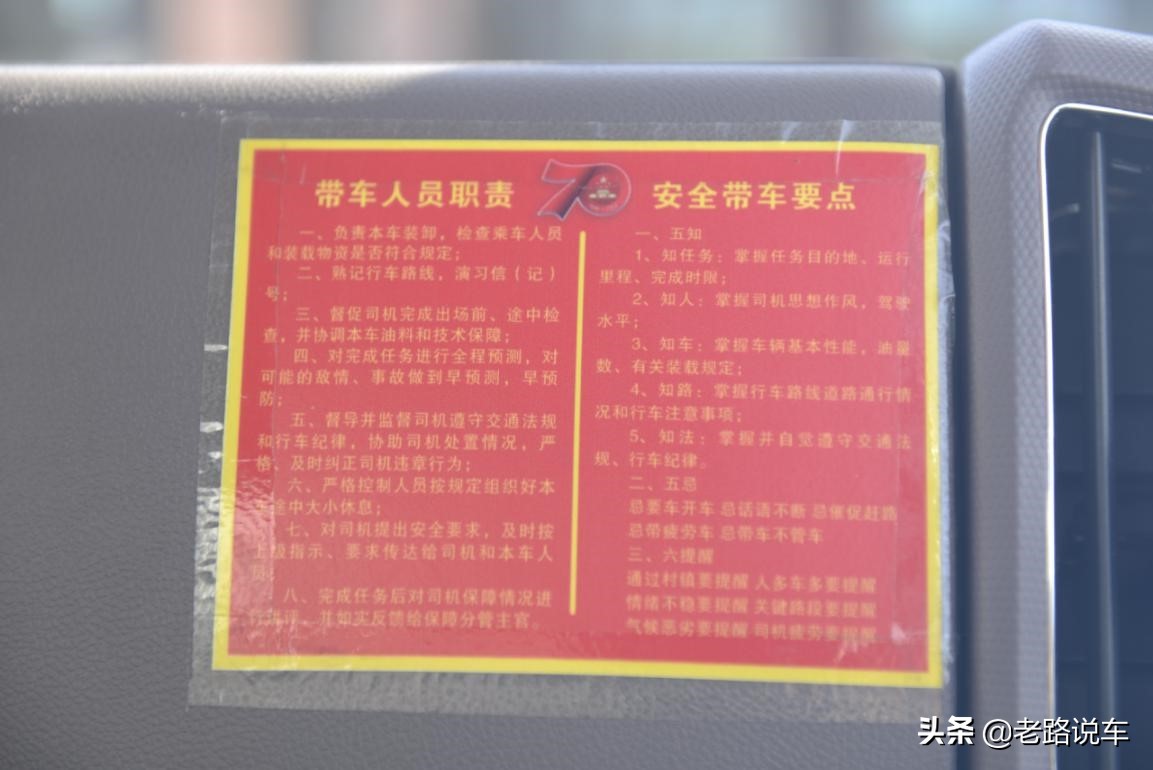 带车人员职责
一、负责本车装卸，检查乘车人员
和装载物资是否符合规定；
二、熟记行车路线，演习信（记）
号；
三、督促司机完成出场前、途中检
查，并协调本车油料和技术保障；
四、对完成任务进行全程预测，对
可能的敌情、事故做到早预测，早预
防；
五、督导并监督司机遵守交通法规
和行车纪律，协助司机处置情况，严
格、及时纠正司机违章行为；
六、严格控制人员按规定组织好本
途中大小休息；
七、对司机提出安全要求，及时按
上级指示、要求传达给司机和本车人
员；
八、完成任务后对司机保障情况进
行讲评，并如实反馈给保障分管主官。
70
安全带车要点
一、五知
1、知任务：掌握任务目的地、运行
里程、完成时限；
2、知人：掌握司机思想作风，驾驶
水平；
3、知车：掌握车辆基本性能，油量
数、有关装载规定；
4、知路：掌握行车路线道路通行情
况和行车注意事项；
5、知法：掌握并自觉遵守交通法
规、行车纪律。
二、五忌
忌要车开车 忌话语不断 忌催促赶路
忌带疲劳车 忌带车不管车
三、六提醒
通过村镇要提醒 人多车多要提醒
情绪不稳要提醒 关键路段要提醒
气候恶劣要提醒 司机疲劳要提醒
头条 @老路说车